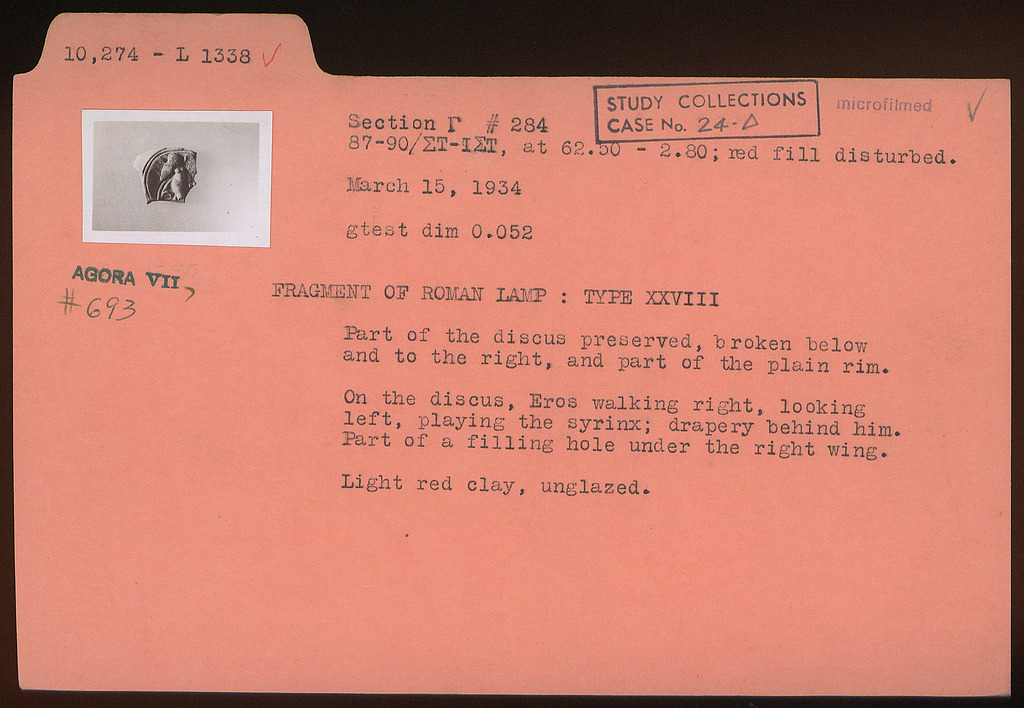 10,274 - L 1338 ✓
STUDY COLLECTIONS
CASE No. 24-Δ
microfilmed ✓
Section Γ # 284
87-90/ΣΤ-ΙΣΤ, at 62.50 - 2.80; red fill disturbed.
March 15, 1934
gtest dim 0.052
AGORA VII,
#693
FRAGMENT OF ROMAN LAMP : TYPE XXVIII
Part of the discus preserved, broken below
and to the right, and part of the plain rim.
On the discus, Eros walking right, looking
left, playing the syrinx; drapery behind him.
Part of a filling hole under the right wing.
Light red clay, unglazed.